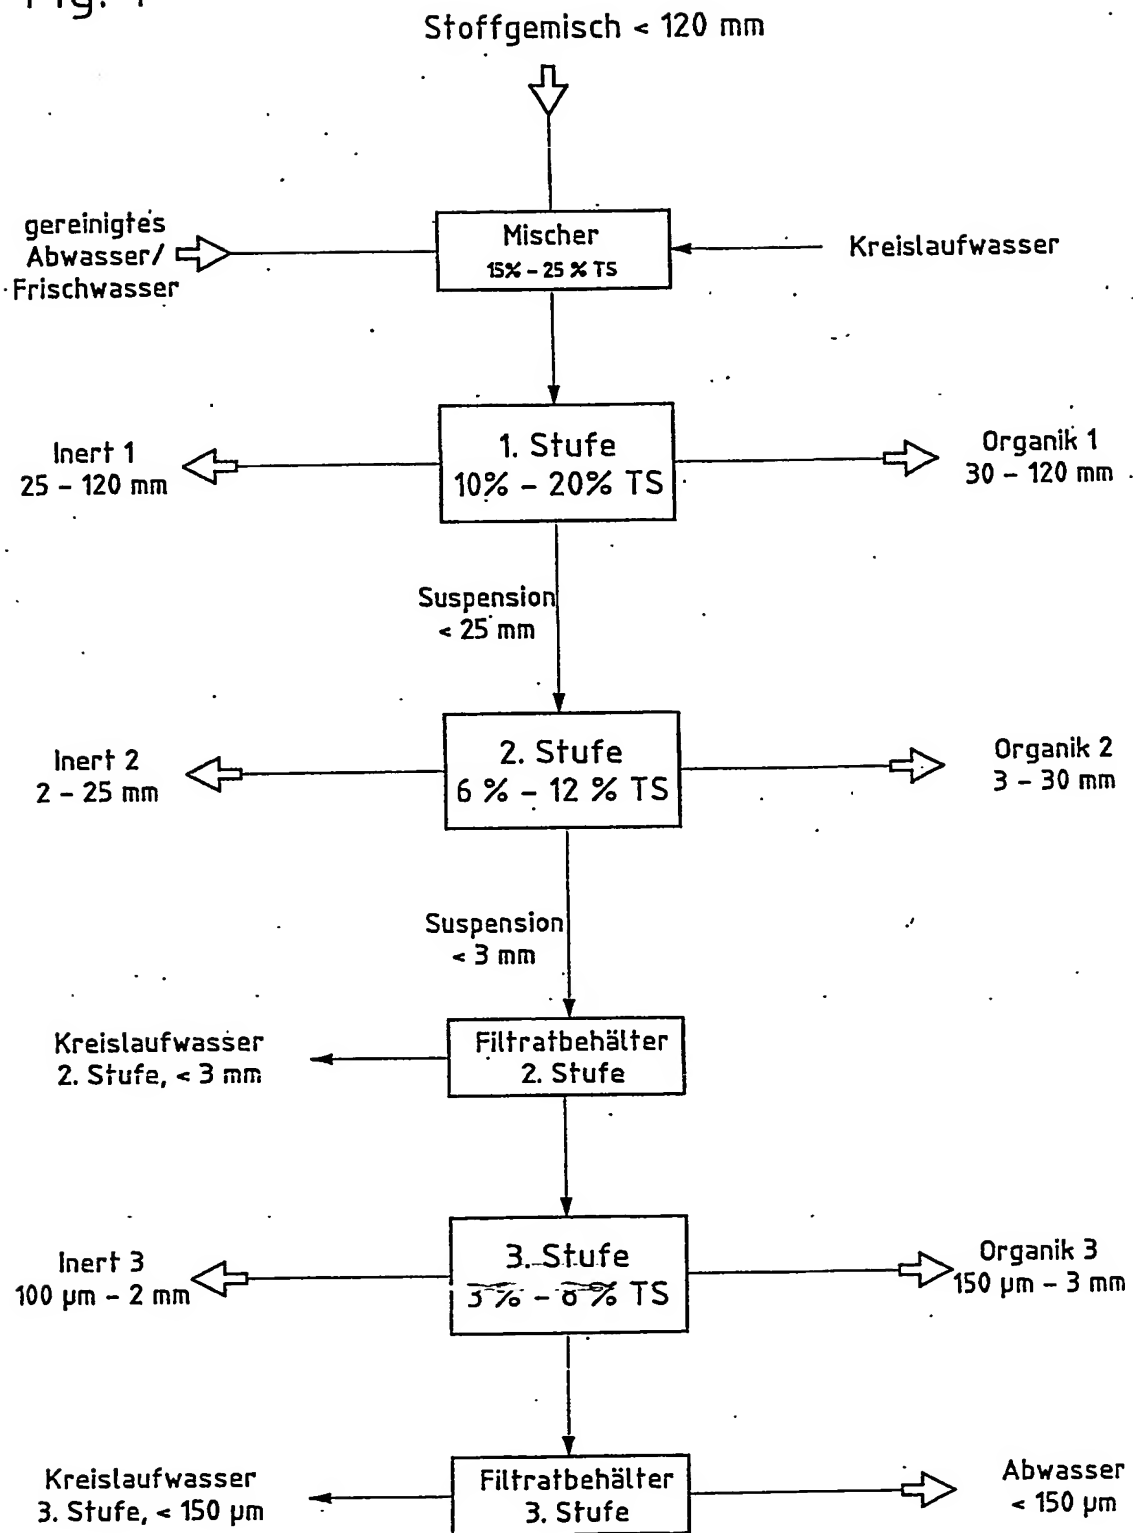 Stoffgemisch < 120 mm
gereinigtes
Abwasser/
Frischwasser
Mischer
15% – 25 % TS
Kreislaufwasser
Inert 1
25 – 120 mm
1. Stufe
10% – 20% TS
Organik 1
30 – 120 mm
Suspension
< 25 mm
Inert 2
2 – 25 mm
2. Stufe
6 % – 12 % TS
Organik 2
3 – 30 mm
Suspension
< 3 mm
Kreislaufwasser
2. Stufe, < 3 mm
Filtratbehälter
2. Stufe
Inert 3
100 µm – 2 mm
3. Stufe
% – % TS
Organik 3
150 µm – 3 mm
Kreislaufwasser
3. Stufe, < 150 µm
Filtratbehälter
3. Stufe
Abwasser
< 150 µm